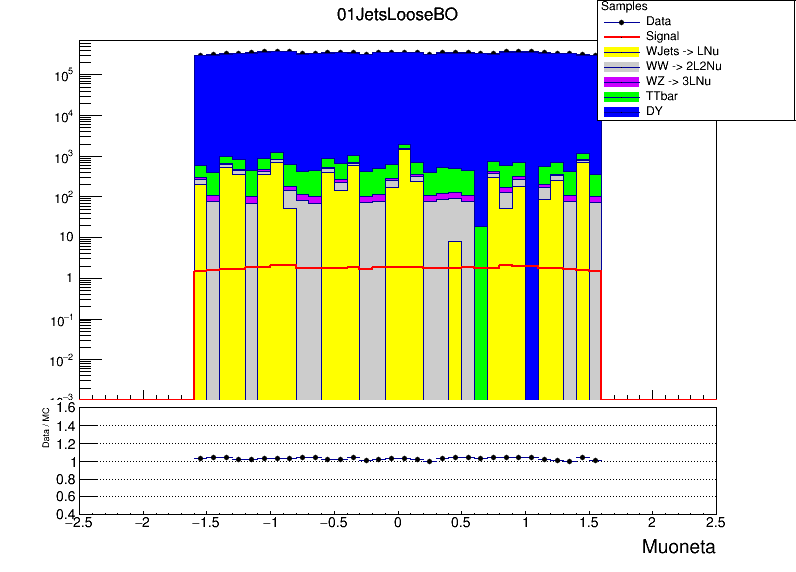 01JetsLooseBO
Samples
Data
Signal
WJets -> LNu
WW -> 2L2Nu
WZ -> 3LNu
TTbar
DY
10^5
10^4
10^3
10^2
10
1
10^−1
10^−2
−3
Data / MC
1.6
1.4
1.2
1
0.8
0.6
0.4
−2.5 −2 −1.5 −1 −0.5 0 0.5 1 1.5 2 2.5
Muoneta